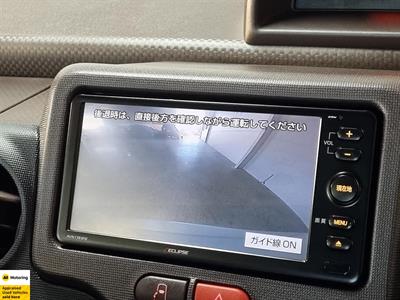 後退時は、直接後方を確認しながら運転してください
VOL
現在地
画質
MENU
ガイド線 ON
ECLIPSE
AA Motoring
Appraised
Used Vehicles
sold here